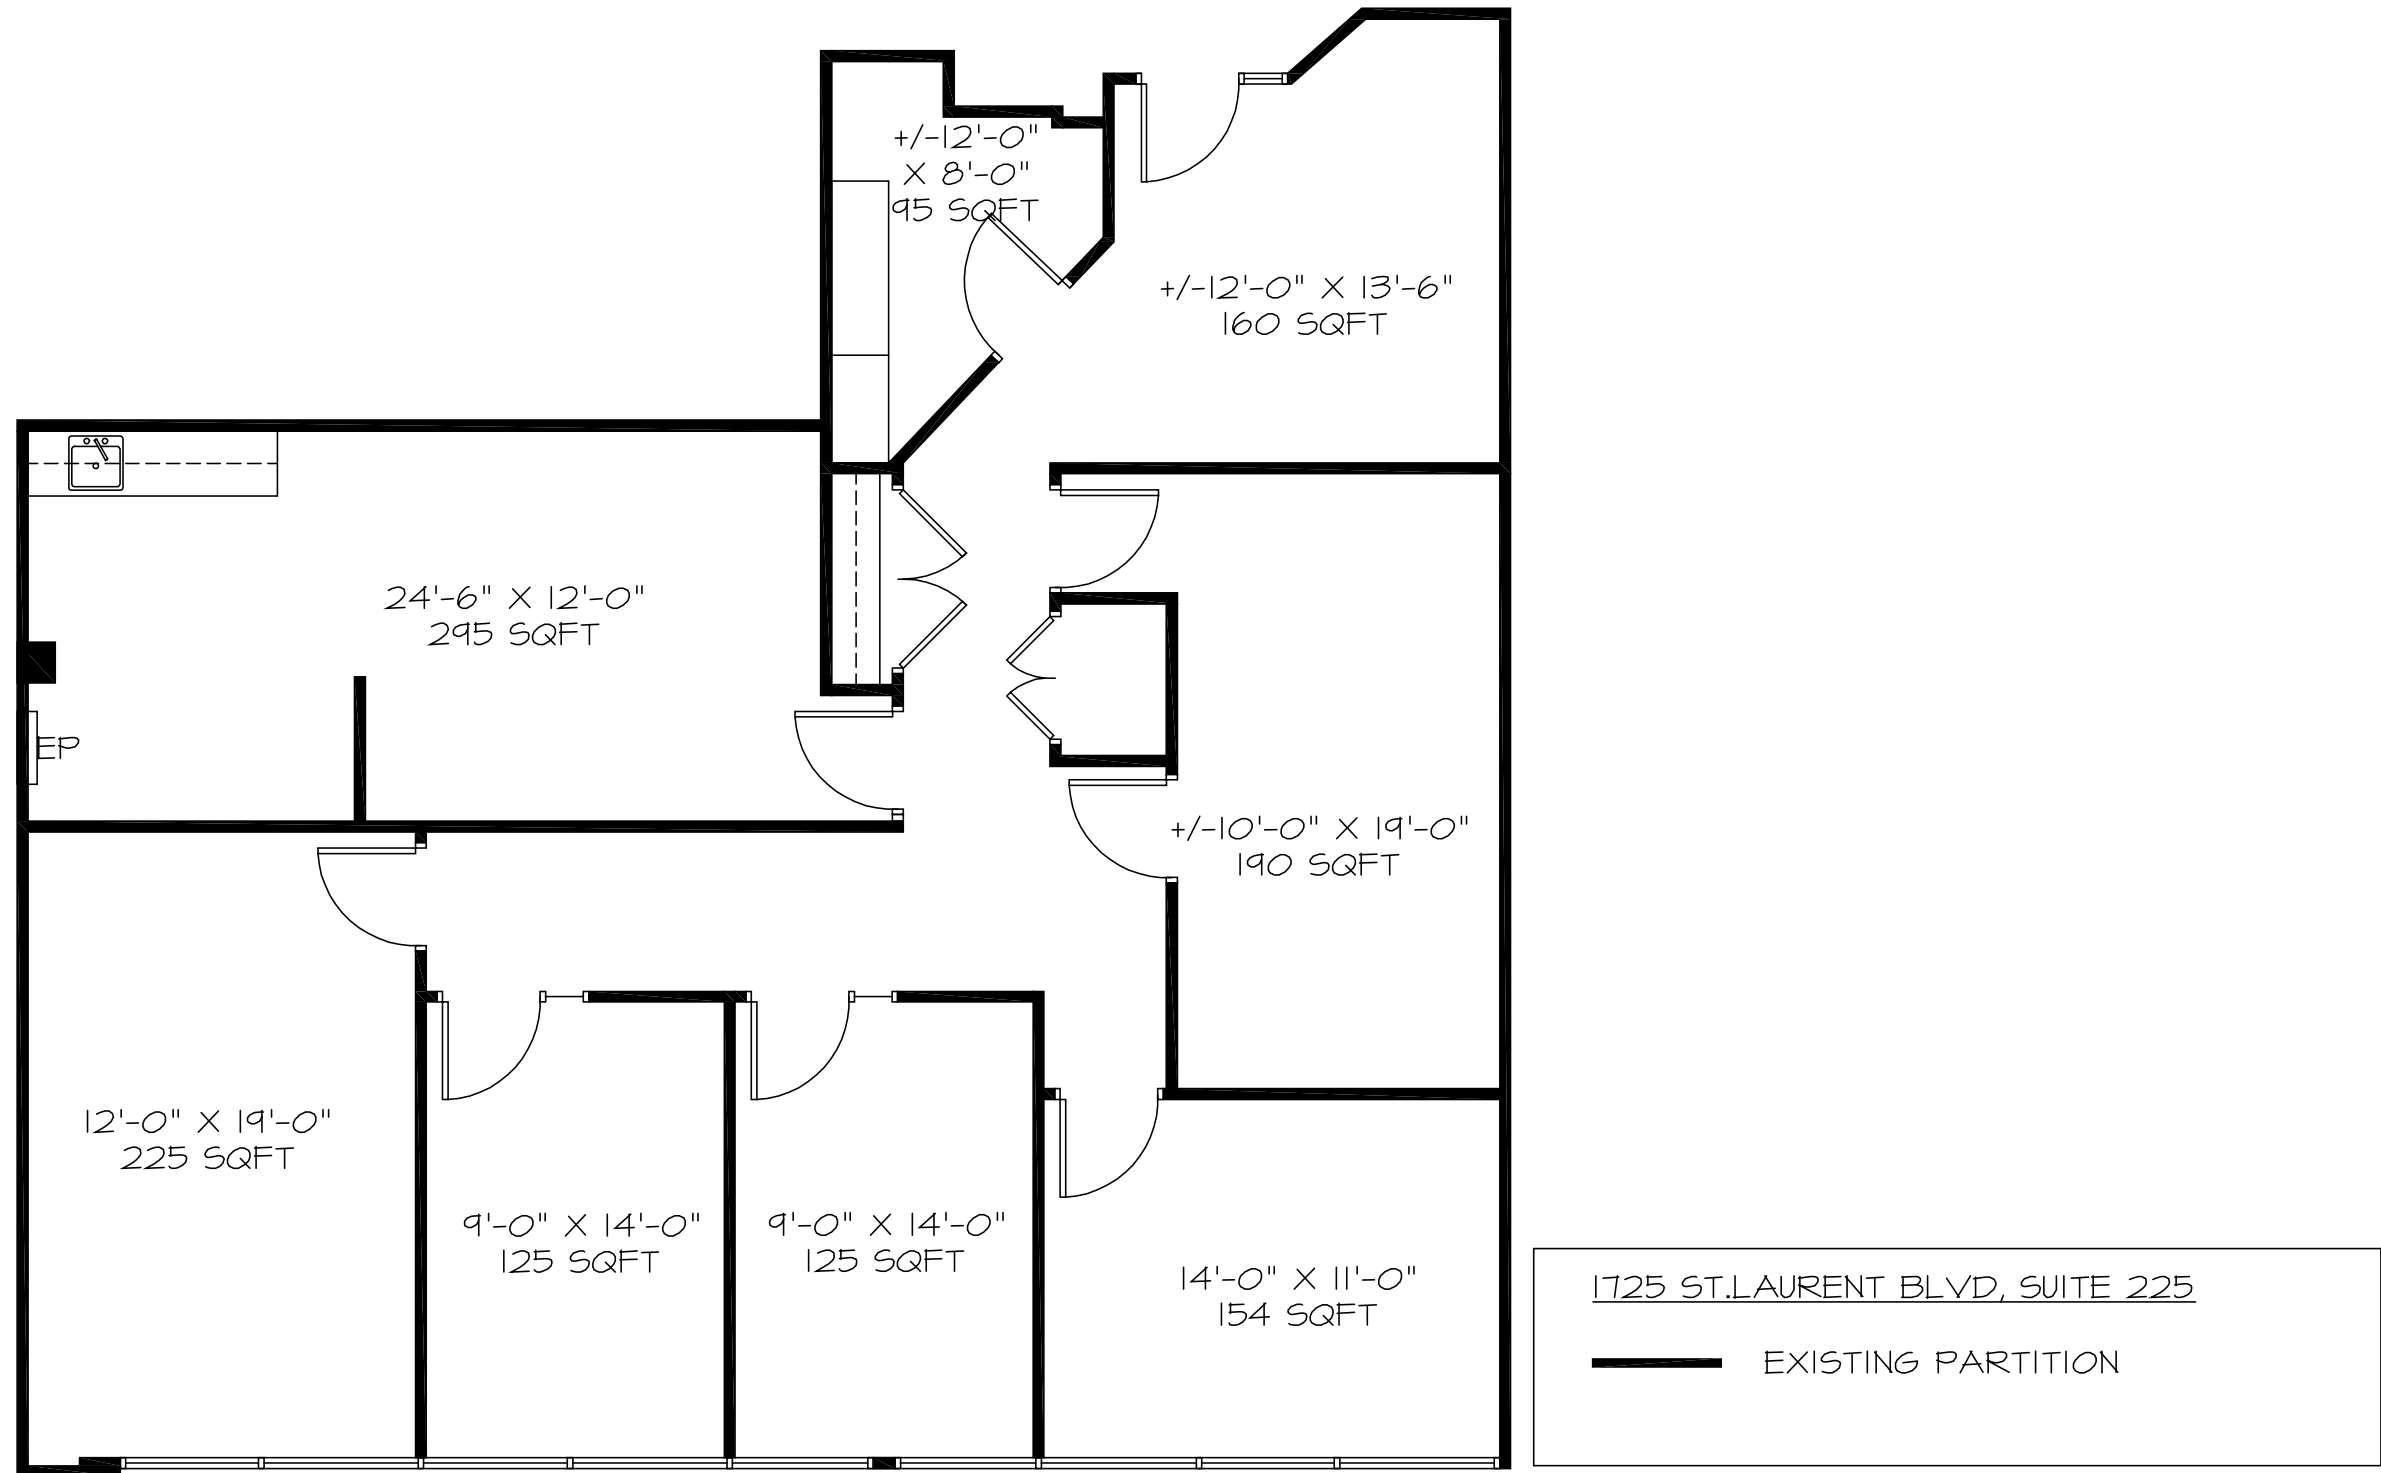 +/-12'-0"
X 8'-0"
95 SQFT
+/-12'-0" X 13'-6"
160 SQFT
24'-6" X 12'-0"
295 SQFT
EP
+/-10'-0" X 19'-0"
190 SQFT
12'-0" X 19'-0"
225 SQFT
9'-0" X 14'-0"
125 SQFT
9'-0" X 14'-0"
125 SQFT
14'-0" X 11'-0"
154 SQFT
1725 ST.LAURENT BLVD, SUITE 225
EXISTING PARTITION